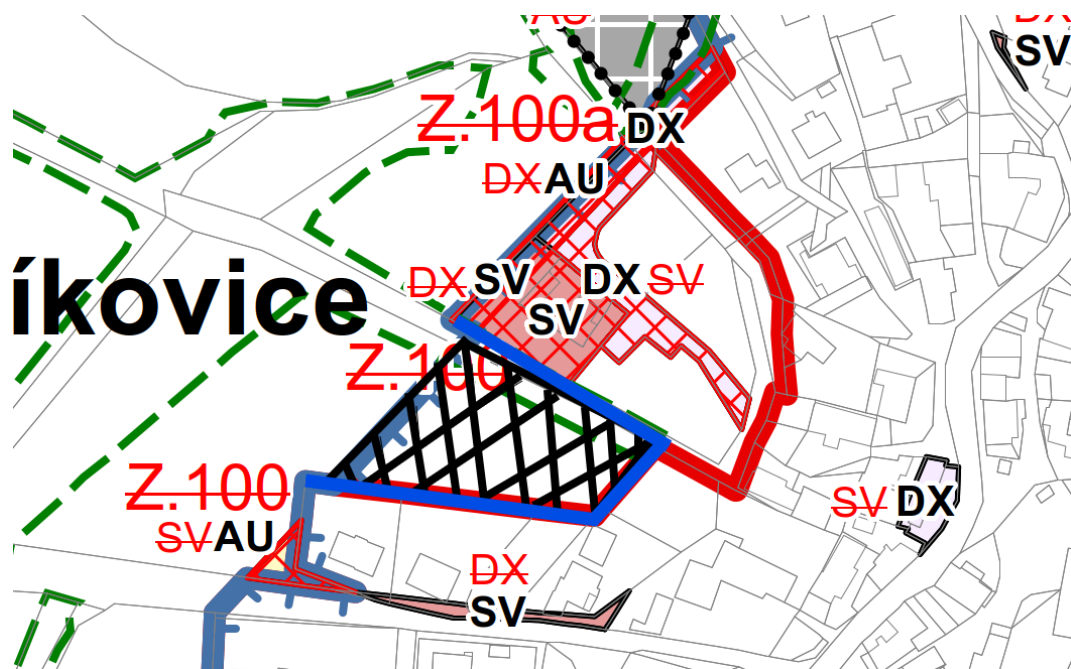 AU
DX
SV
Z.100a DX
DX AU
DX SV DX SV
íkovice SV
Z.100
Z.100
SV AU
SV DX
DX
SV